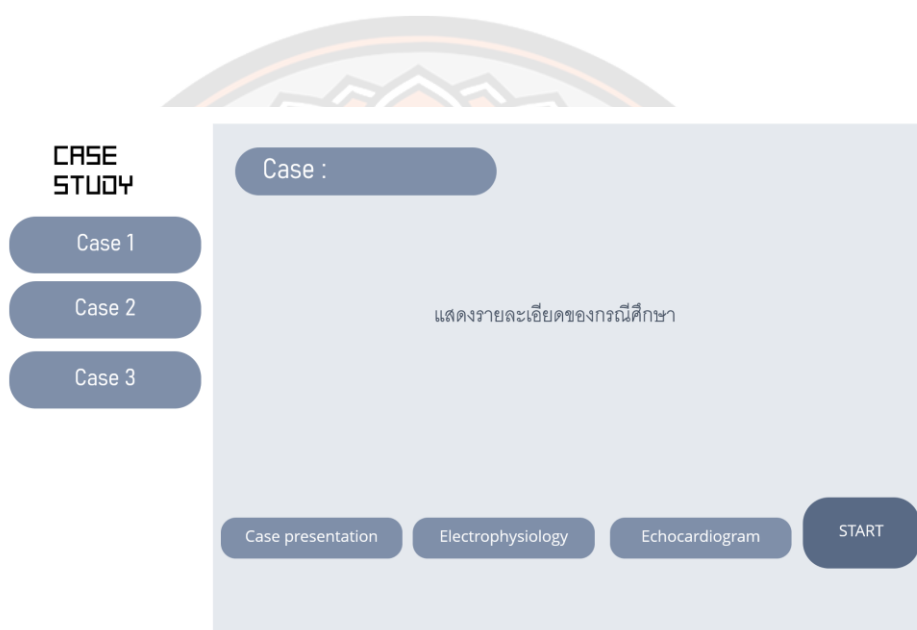 CASE
STUDY
Case 1
Case 2
Case 3
Case :
แสดงรายละเอียดของกรณีศึกษา
Case presentation
Electrophysiology
Echocardiogram
START